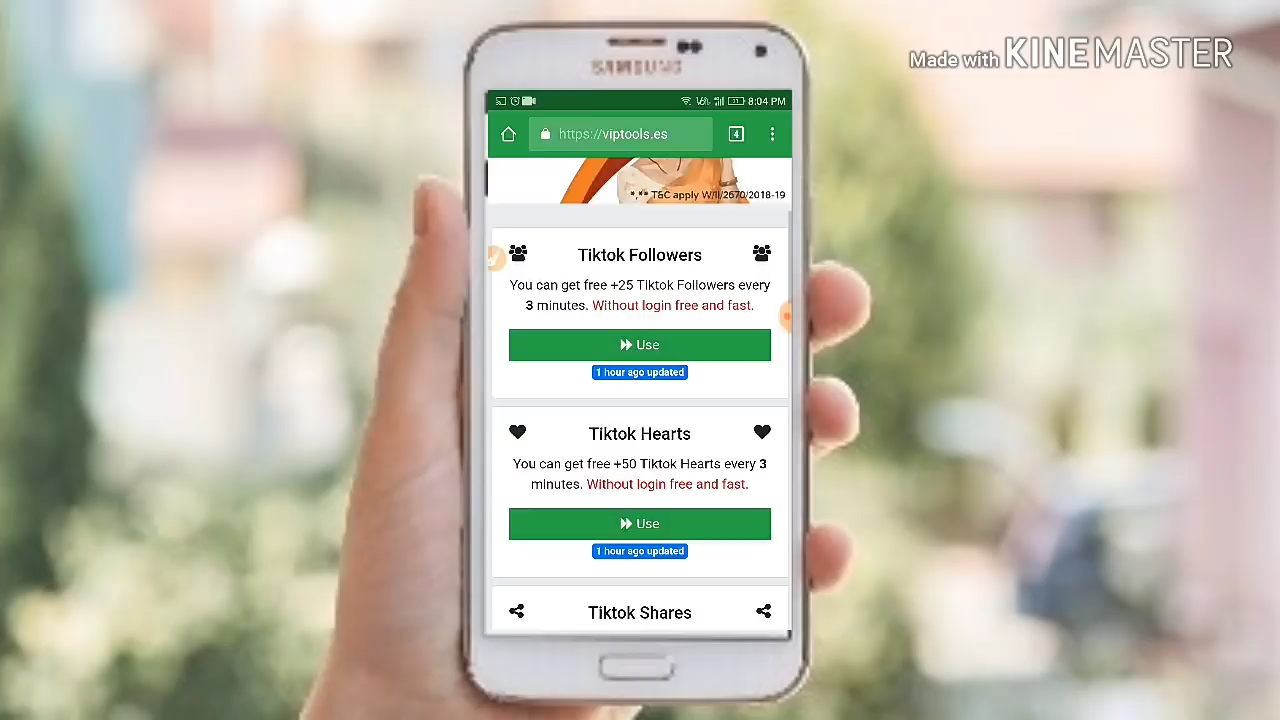 Made with KINEMASTER
SAMSUNG
8:04 PM
https://viptools.es
4
*,** T&C apply W/II/2670/2018-19
Tiktok Followers
You can get free +25 Tiktok Followers every
3 minutes. Without login free and fast.
Use
1 hour ago updated
Tiktok Hearts
You can get free +50 Tiktok Hearts every 3
minutes. Without login free and fast.
Use
1 hour ago updated
Tiktok Shares